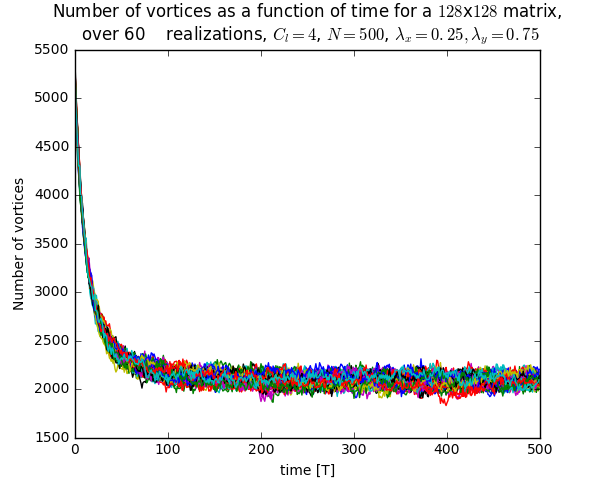 Number of vortices as a function of time for a 128x128 matrix,
over 60 realizations, C_l = 4, N = 500, λ_x = 0.25, λ_y = 0.75
5500
5000
4500
4000
3500
3000
2500
2000
1500
Number of vortices
0 100 200 300 400 500
time [T]